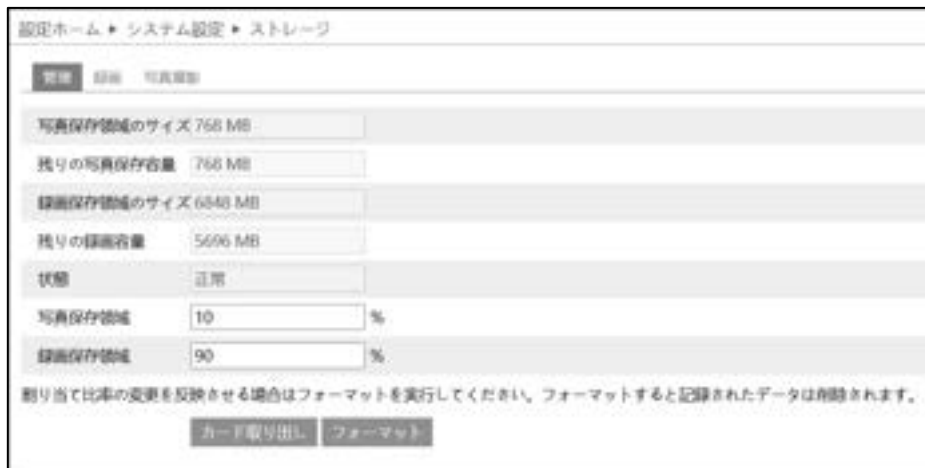 設定ホーム ▸ システム設定 ▸ ストレージ
管理 録画 写真撮影
写真保存領域のサイズ 768 MB
残りの写真保存容量 768 MB
録画保存領域のサイズ 6848 MB
残りの録画容量 5696 MB
状態 正常
写真保存領域 10 %
録画保存領域 90 %
割り当て比率の変更を反映させる場合はフォーマットを実行してください。フォーマットすると記録されたデータは削除されます。
カード取り出し フォーマット